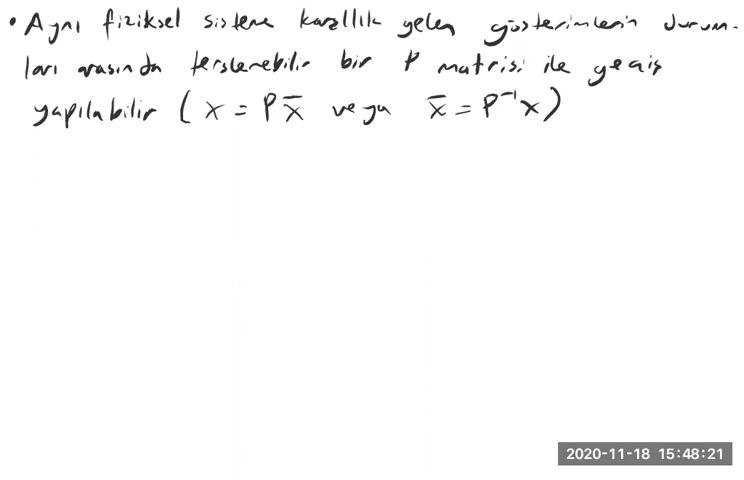 • Aynı fiziksel sisteme karşılık gelen gösterimlerin durum-
ları arasında terslenebilir bir P matrisi ile geçiş
yapılabilir ( x = P x̄ veya x̄ = P⁻¹x )
2020-11-18 15:48:21